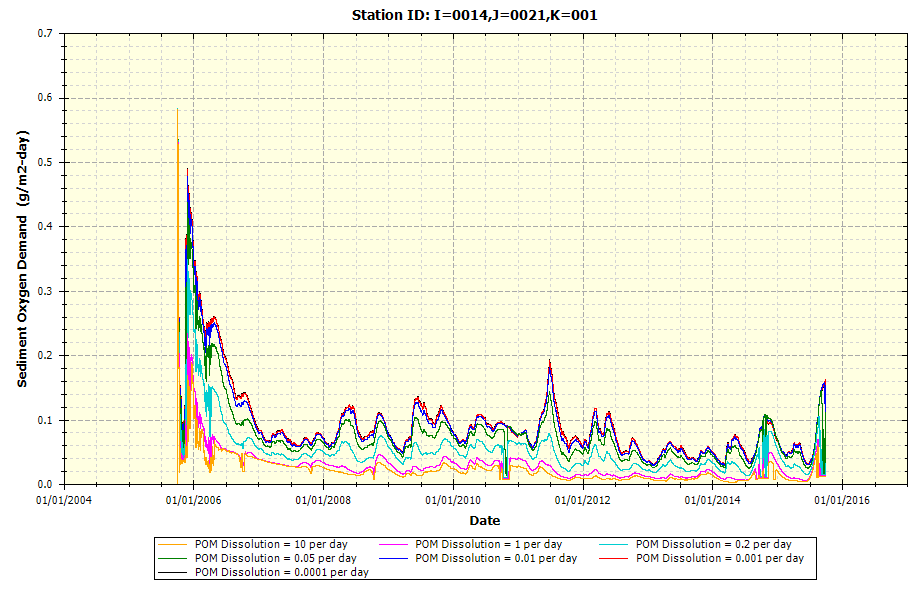 Station ID: I=0014,J=0021,K=001
Sediment Oxygen Demand (g/m2-day)
0.7
0.6
0.5
0.4
0.3
0.2
0.1
0.0
01/01/2004 01/01/2006 01/01/2008 01/01/2010 01/01/2012 01/01/2014 01/01/2016
Date
POM Dissolution = 10 per day POM Dissolution = 1 per day POM Dissolution = 0.2 per day
POM Dissolution = 0.05 per day POM Dissolution = 0.01 per day POM Dissolution = 0.001 per day
POM Dissolution = 0.0001 per day